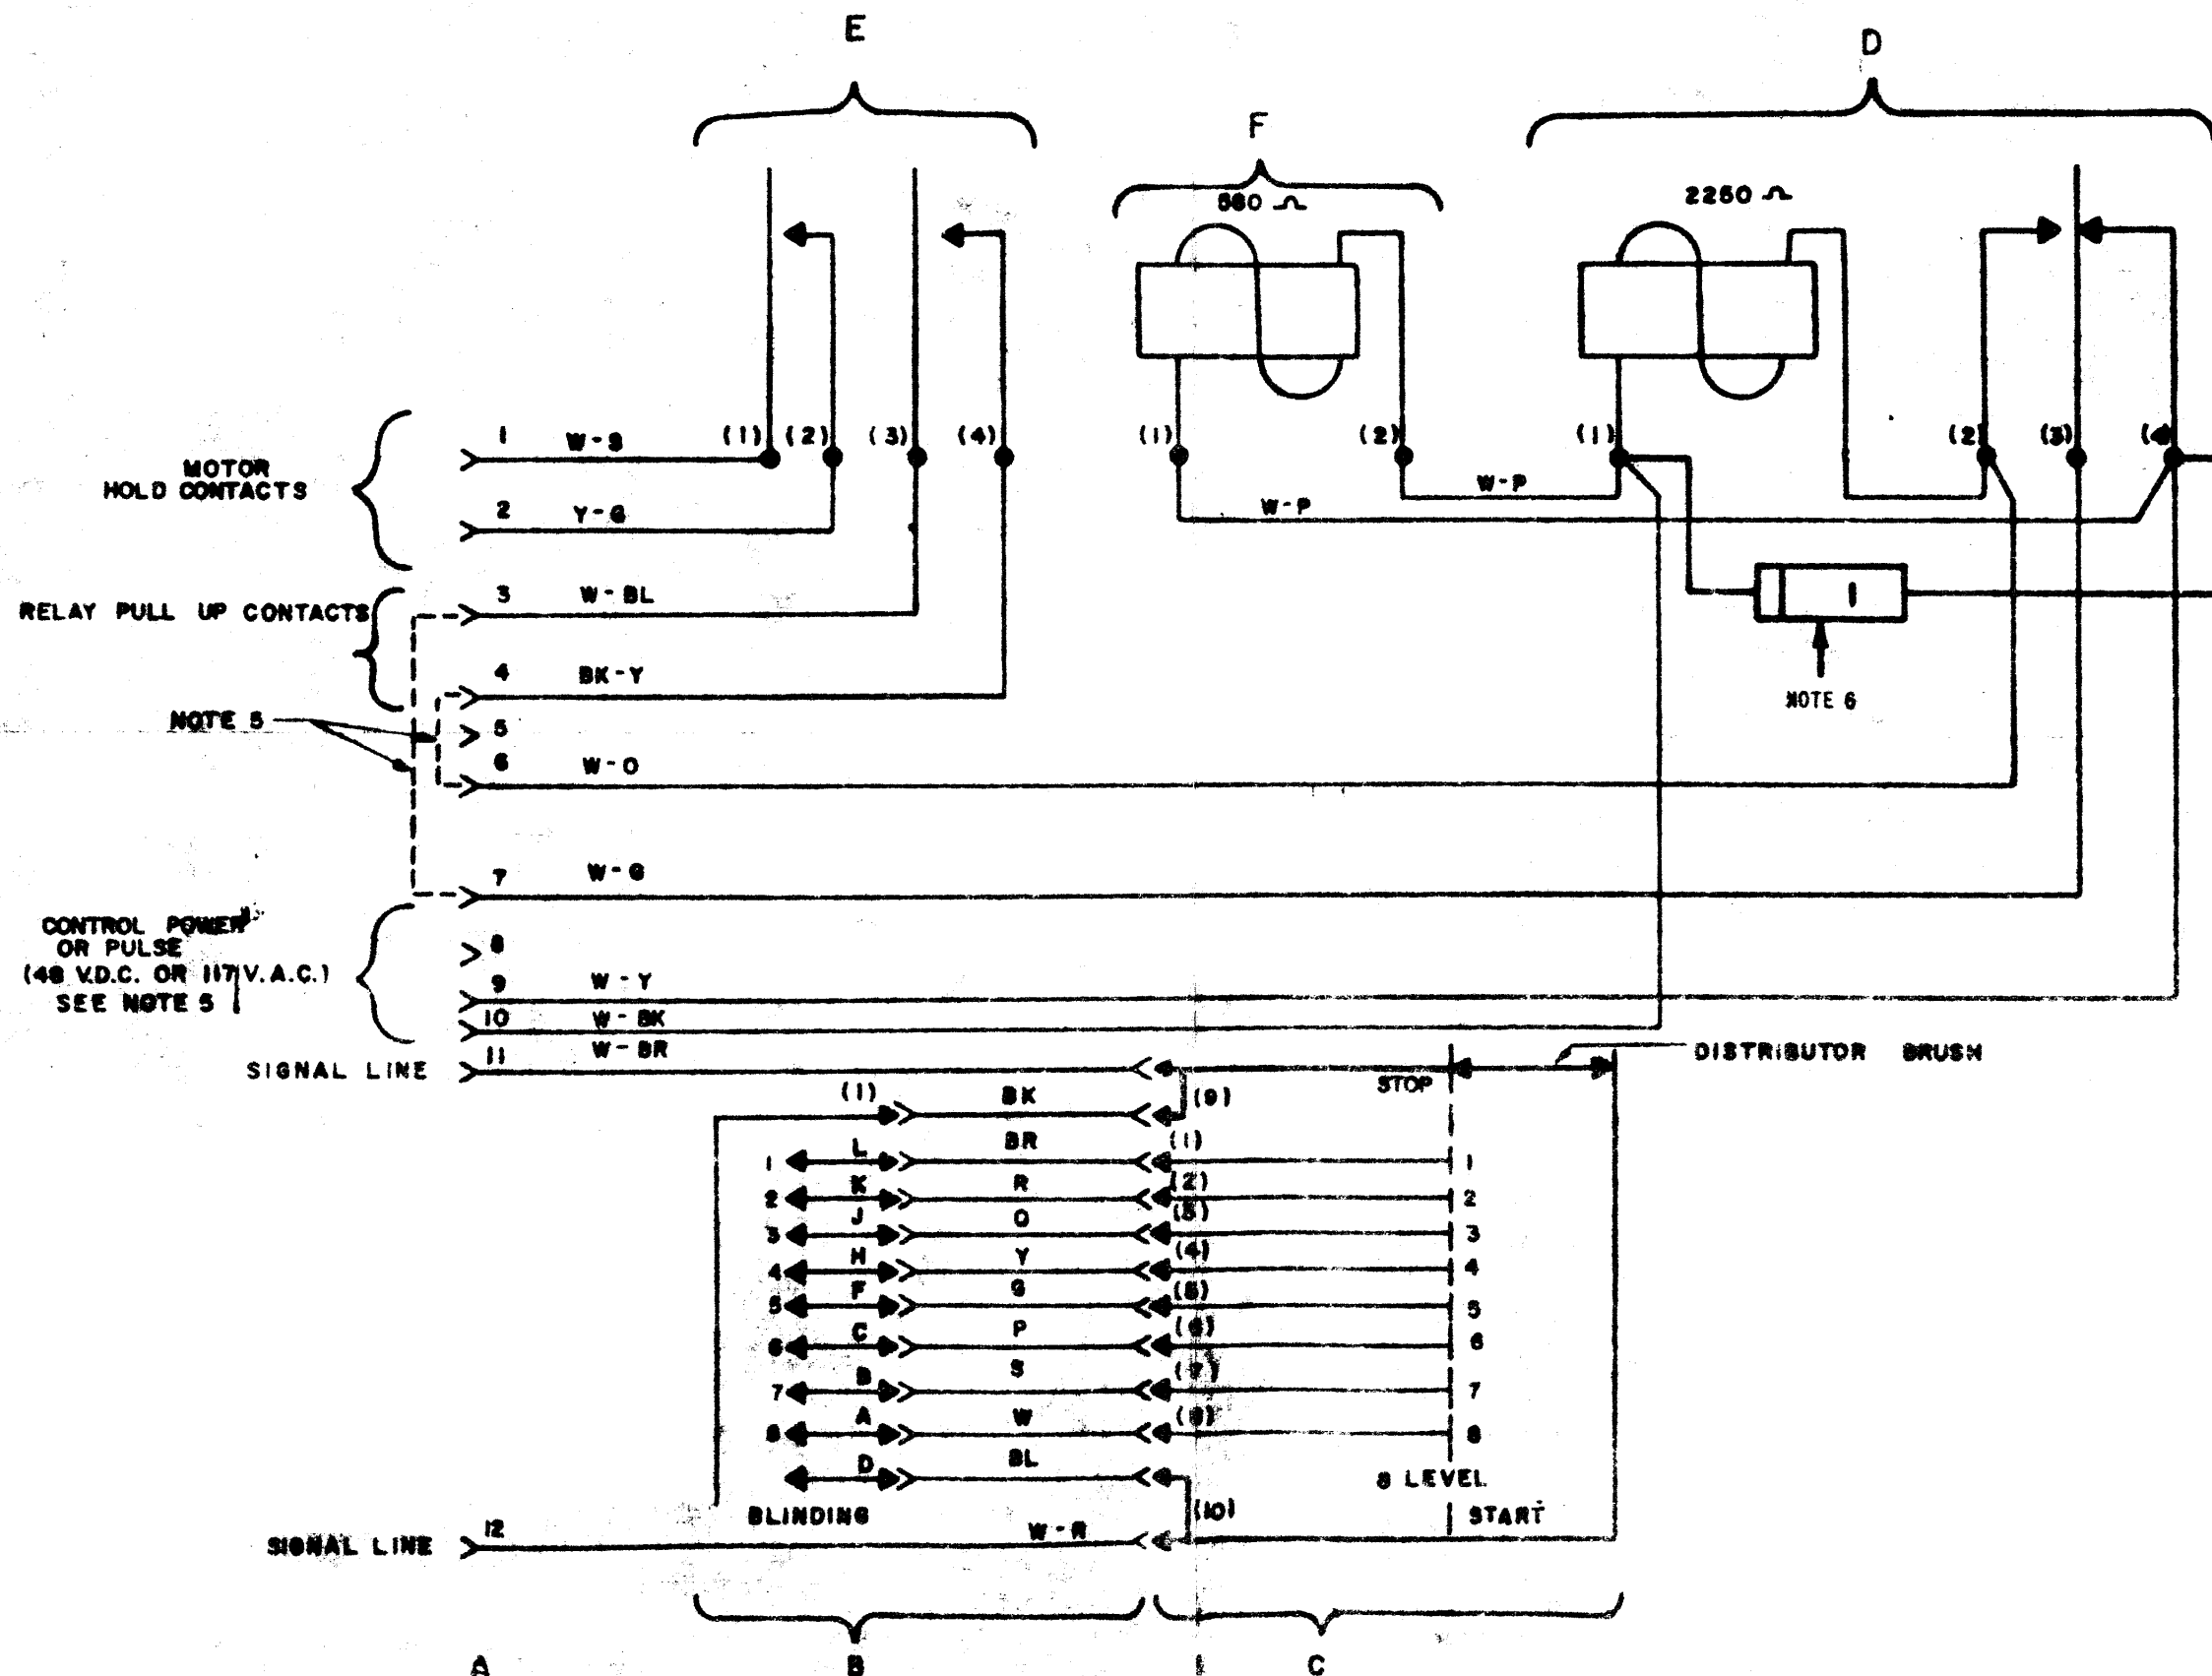 E
D
F
560 Ω
2250 Ω
1 W-S (1) (2) (3) (4) (1) (2) (1) (2) (3) (4)
MOTOR
HOLD CONTACTS
W-P
2 Y-G
W-P
3 W-BL
RELAY PULL UP CONTACTS
4 BK-Y
NOTE 6
NOTE 5
5
6 W-O
7 W-G
CONTROL POWER
OR PULSE
(48 V.D.C. OR 117 V.A.C.)
SEE NOTE 5
8
9 W-Y
10 W-BK
11 W-BR
SIGNAL LINE
DISTRIBUTOR BRUSH
STOP
(1) BK (9)
1 L BR (1) 1
2 K R (2) 2
3 J O (3) 3
4 H Y (4) 4
5 F G (5) 5
6 C P (6) 6
7 B S (7) 7
8 A W (8) 8
D BL
8 LEVEL
BLINDING (10) START
SIGNAL LINE 12 W-R
A B C